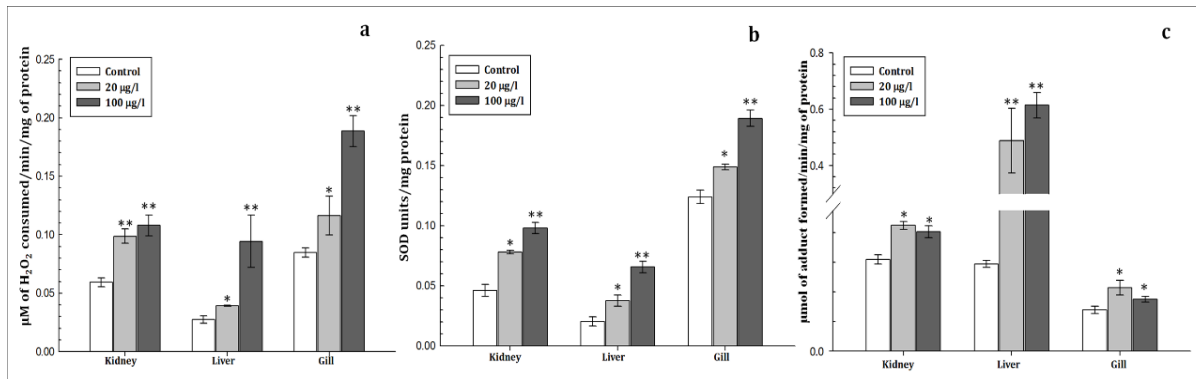 a
μM of H₂O₂ consumed/min/mg of protein
0.25
0.20
0.15
0.10
0.05
0.00
Control
20 μg/l
100 μg/l
** **
*
* **
Kidney Liver Gill
**
b
SOD units/mg protein
0.25
0.20
0.15
0.10
0.05
0.00
Control
20 μg/l
100 μg/l
* **
* **
* **
Kidney Liver Gill
c
μmol of adduct formed/min/mg of protein
0.8
0.6
0.4
0.0
Control
20 μg/l
100 μg/l
* *
** **
* *
Kidney Liver Gill